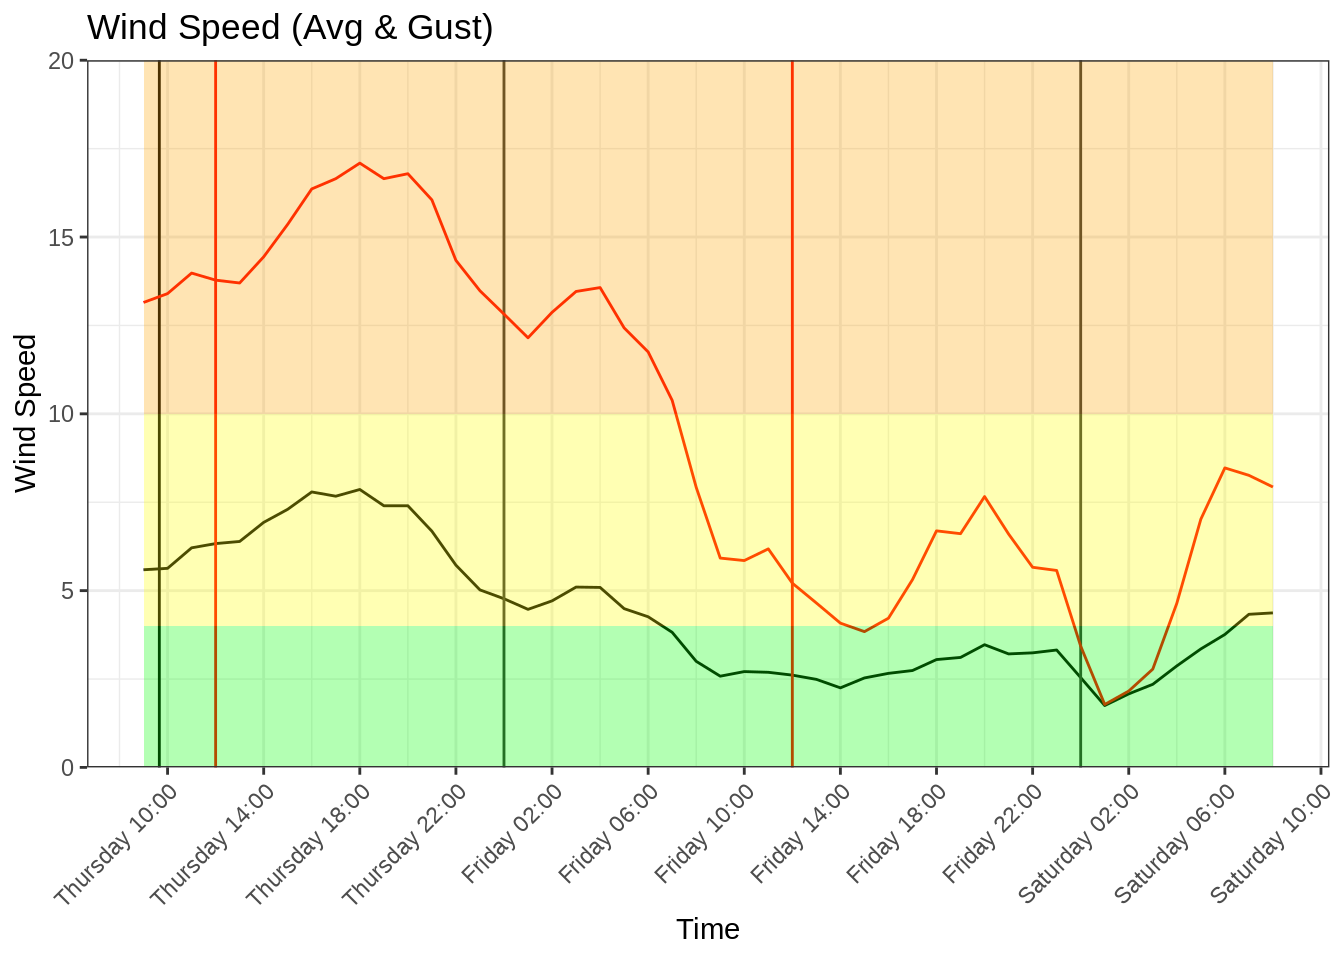 Wind Speed (Avg & Gust)
20
15
10
5
0
Wind Speed
Thursday 10:00
Thursday 14:00
Thursday 18:00
Thursday 22:00
Friday 02:00
Friday 06:00
Friday 10:00
Friday 14:00
Friday 18:00
Friday 22:00
Saturday 02:00
Saturday 06:00
Saturday 10:00
Time